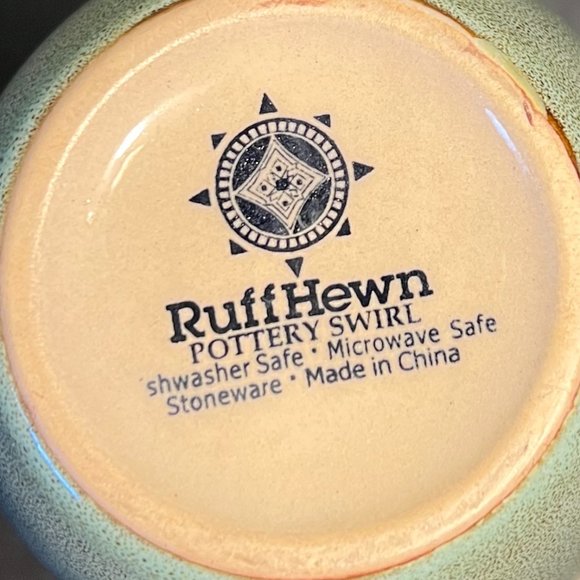 RuffHewn
POTTERY SWIRL
shwasher Safe · Microwave Safe
Stoneware · Made in China